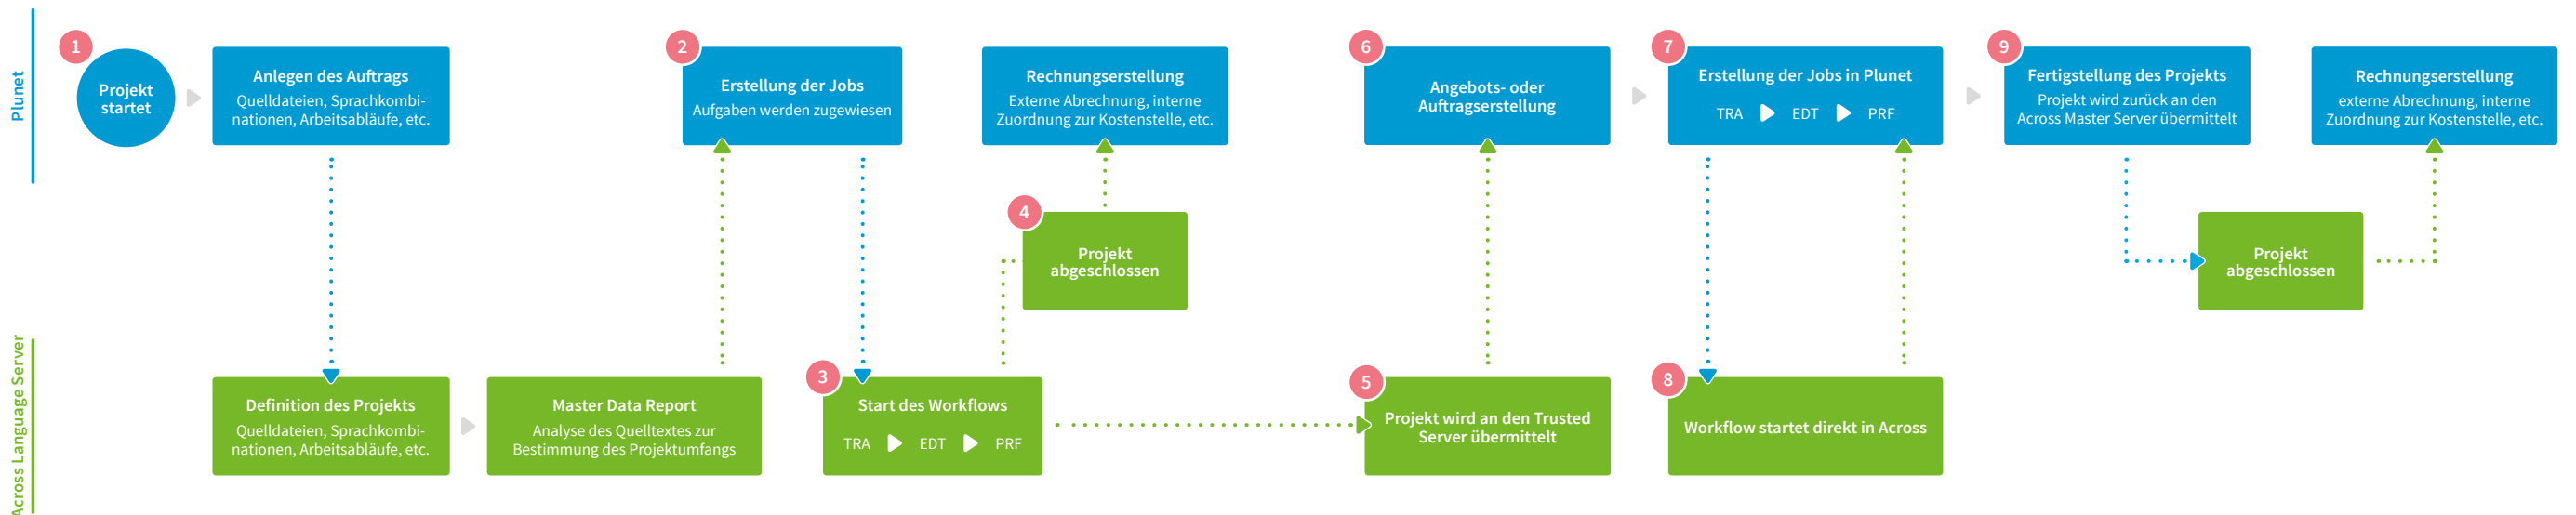 Plunet
1
Projekt
startet
Anlegen des Auftrags
Quelldateien, Sprachkombi-
nationen, Arbeitsabläufe, etc.
2
Erstellung der Jobs
Aufgaben werden zugewiesen
Rechnungserstellung
Externe Abrechnung, interne
Zuordnung zur Kostenstelle, etc.
4
Projekt
abgeschlossen
6
Angebots- oder
Auftragserstellung
7
Erstellung der Jobs in Plunet
TRA EDT PRF
9
Fertigstellung des Projekts
Projekt wird zurück an den
Across Master Server übermittelt
Rechnungserstellung
externe Abrechnung, interne
Zuordnung zur Kostenstelle, etc.
Projekt
abgeschlossen
Across Language Server
Definition des Projekts
Quelldateien, Sprachkombi-
nationen, Arbeitsabläufe, etc.
Master Data Report
Analyse des Quelltextes zur
Bestimmung des Projektumfangs
3
Start des Workflows
TRA EDT PRF
5
Projekt wird an den Trusted
Server übermittelt
8
Workflow startet direkt in Across